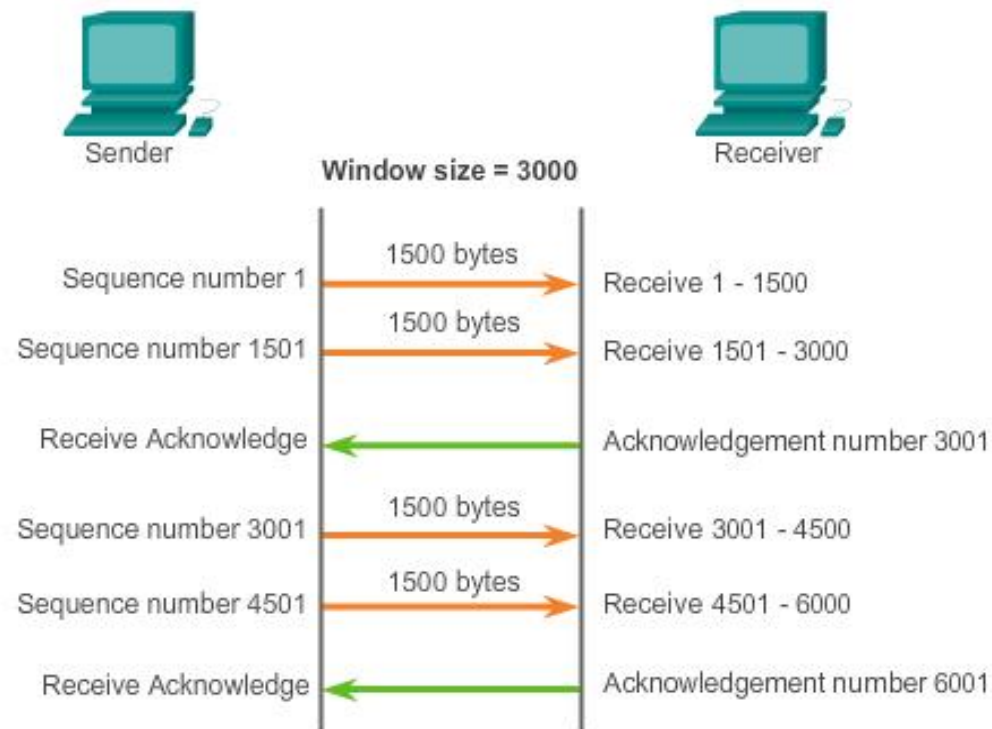 Sender
Receiver
Window size = 3000
1500 bytes
Sequence number 1
Receive 1 - 1500
1500 bytes
Sequence number 1501
Receive 1501 - 3000
Receive Acknowledge
Acknowledgement number 3001
1500 bytes
Sequence number 3001
Receive 3001 - 4500
1500 bytes
Sequence number 4501
Receive 4501 - 6000
Receive Acknowledge
Acknowledgement number 6001